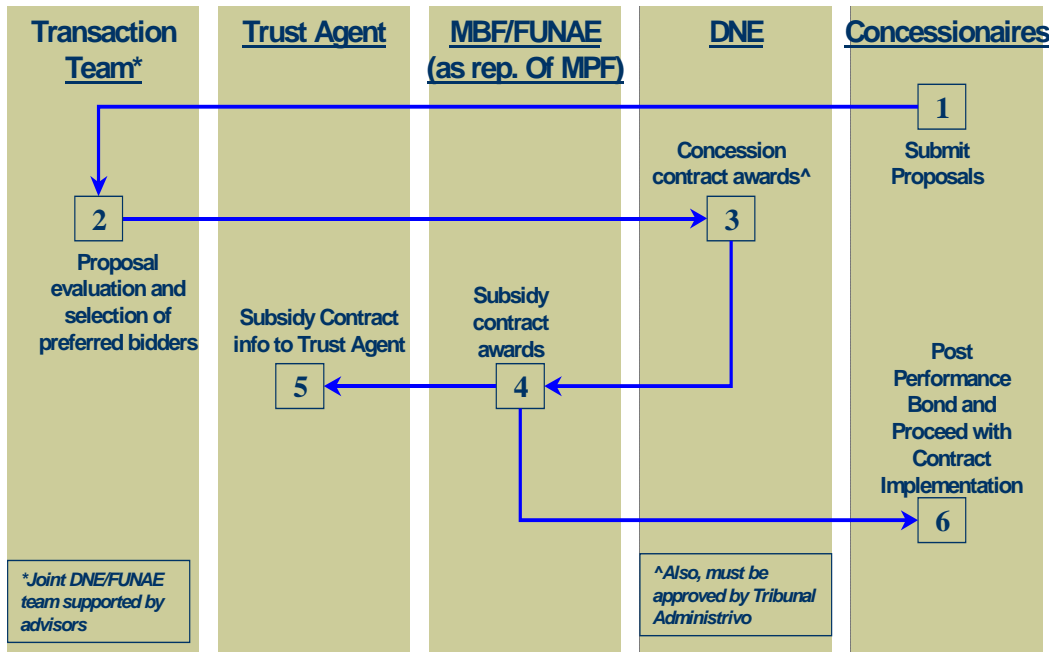 Transaction
Team*
Trust Agent
MBF/FUNAE
(as rep. Of MPF)
DNE
Concessionaires
1
Submit
Proposals
2
Proposal
evaluation and
selection of
preferred bidders
Concession
contract awards^
3
Subsidy
contract
awards
4
Subsidy Contract
info to Trust Agent
5
Post
Performance
Bond and
Proceed with
Contract
Implementation
6
*Joint DNE/FUNAE
team supported by
advisors
^Also, must be
approved by Tribunal
Administrivo